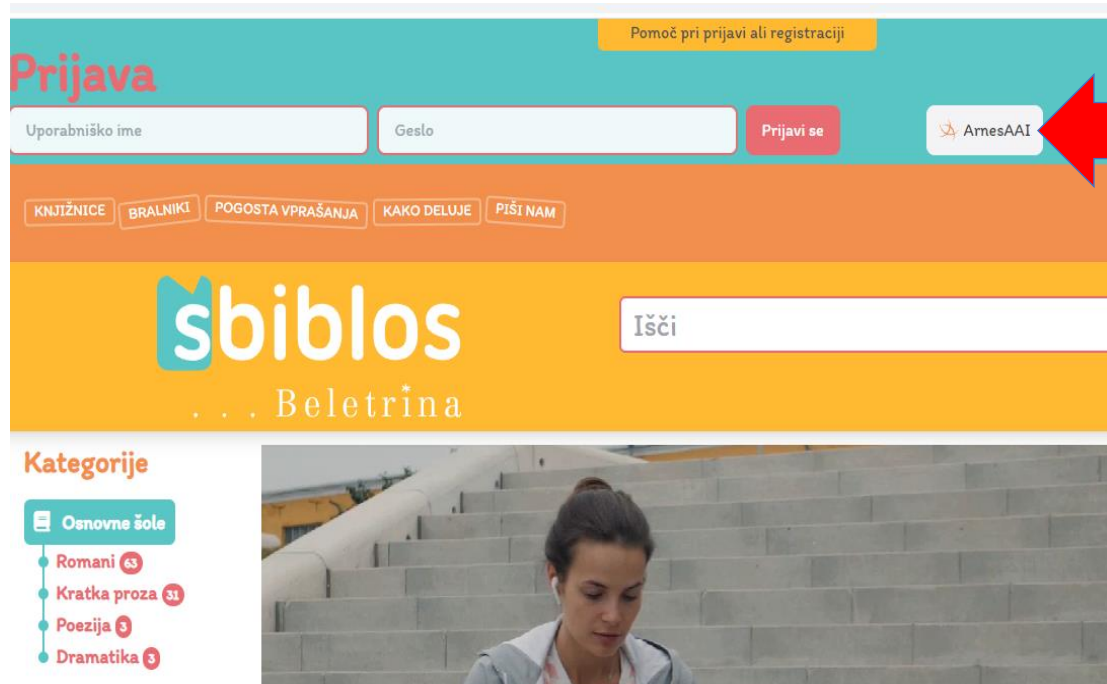 Pomoč pri prijavi ali registraciji
Prijava
Uporabniško ime
Geslo
Prijavi se
ArnesAAI
KNJIŽNICE
BRALNIKI
POGOSTA VPRAŠANJA
KAKO DELUJE
PIŠI NAM
sbiblos
Išči
. . . Beletrina
Kategorije
Osnovne šole
Romani 63
Kratka proza 31
Poezija 3
Dramatika 3